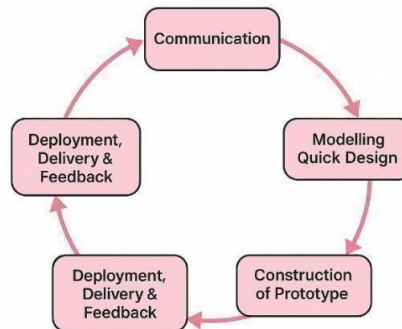 Communication
Modelling
Quick Design
Construction
of Prototype
Deployment,
Delivery &
Feedback
Deployment,
Delivery &
Feedback